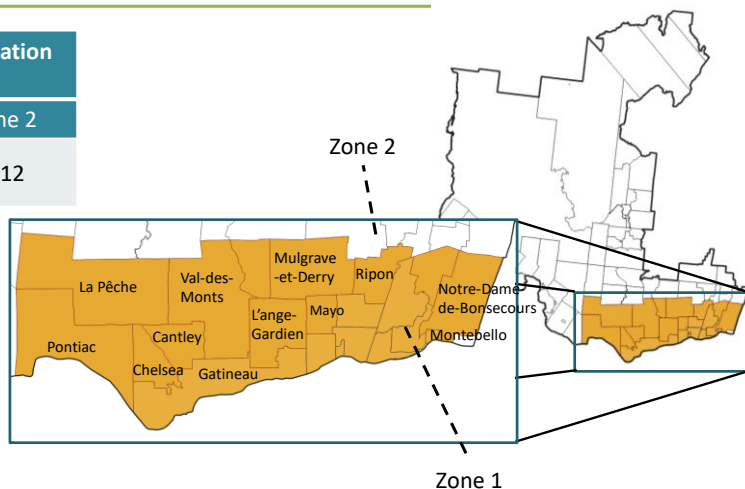 ation
ne 2
12
Zone 2
La Pêche
Val-des-
Monts
Mulgrave
-et-Derry
Ripon
Notre-Dame
de-Bonsecours
L'ange-
Gardien
Mayo
Cantley
Pontiac
Chelsea
Gatineau
Montebello
Zone 1